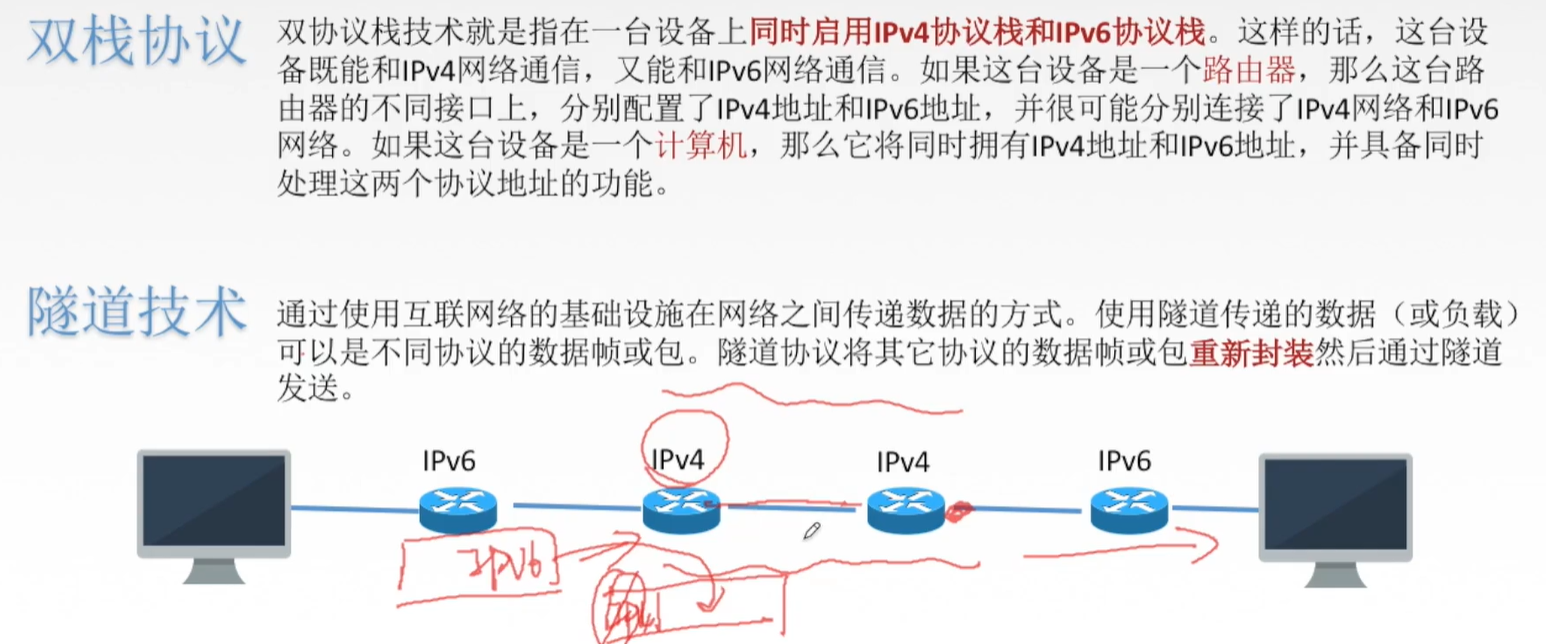 双栈协议
双协议栈技术就是指在一台设备上同时启用IPv4协议栈和IPv6协议栈。这样的话，这台设
备既能和IPv4网络通信，又能和IPv6网络通信。如果这台设备是一个路由器，那么这台路
由器的不同接口上，分别配置了IPv4地址和IPv6地址，并很可能分别连接了IPv4网络和IPv6
网络。如果这台设备是一个计算机，那么它将同时拥有IPv4地址和IPv6地址，并具备同时
处理这两个协议地址的功能。
隧道技术
通过使用互联网络的基础设施在网络之间传递数据的方式。使用隧道传递的数据（或负载）
可以是不同协议的数据帧或包。隧道协议将其它协议的数据帧或包重新封装然后通过隧道
发送。
IPv6
IPv4
IPv4
IPv6
IPV6